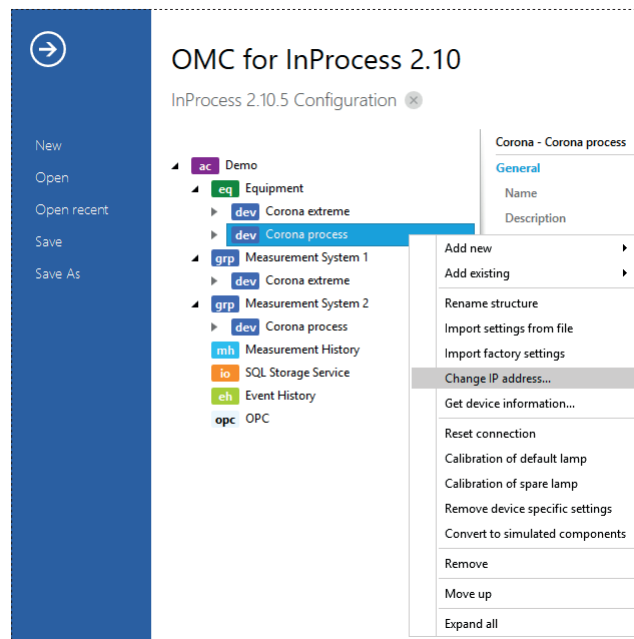 OMC for InProcess 2.10
InProcess 2.10.5 Configuration
New
Open
Open recent
Save
Save As
ac Demo
eq Equipment
dev Corona extreme
dev Corona process
grp Measurement System 1
dev Corona extreme
grp Measurement System 2
dev Corona process
mh Measurement History
io SQL Storage Service
eh Event History
opc OPC
Corona - Corona process
General
Name
Description
Add new
Add existing
Rename structure
Import settings from file
Import factory settings
Change IP address...
Get device information...
Reset connection
Calibration of default lamp
Calibration of spare lamp
Remove device specific settings
Convert to simulated components
Remove
Move up
Expand all